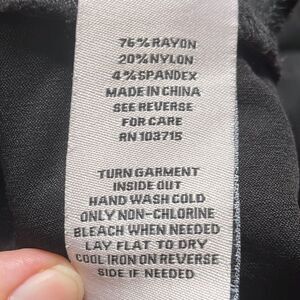 76%RAYON
20%NYLON
4%SPANDEX
MADE IN CHINA
SEE REVERSE
FOR CARE
RN 103715
TURN GARMENT
INSIDE OUT
HAND WASH COLD
ONLY NON-CHLORINE
BLEACH WHEN NEEDED
LAY FLAT TO DRY
COOL IRON ON REVERSE
SIDE IF NEEDED